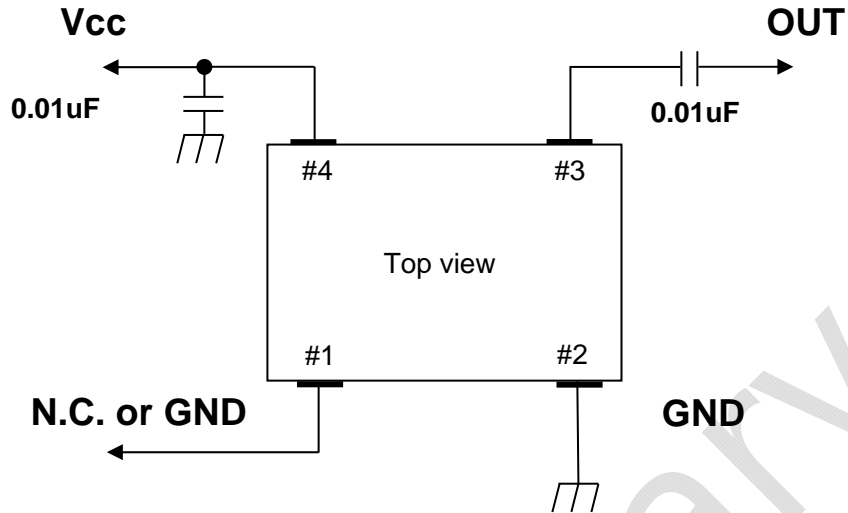 Vcc
OUT
0.01uF
0.01uF
#4
#3
Top view
#1
#2
N.C. or GND
GND